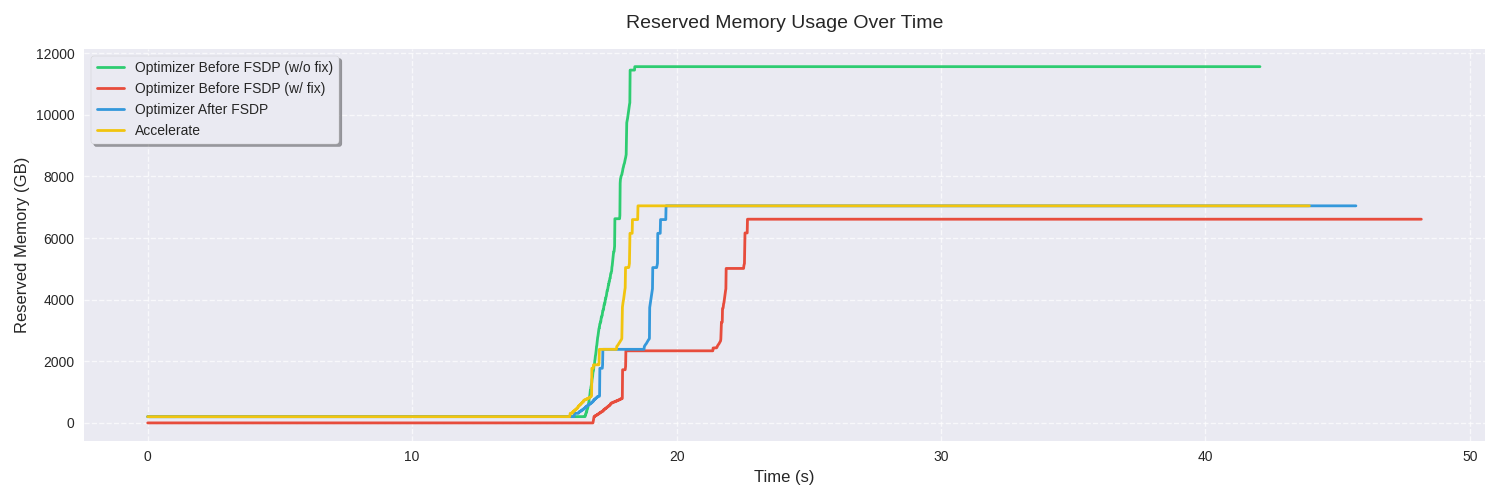 Reserved Memory Usage Over Time
Reserved Memory (GB)
12000
10000
8000
6000
4000
2000
0
Optimizer Before FSDP (w/o fix)
Optimizer Before FSDP (w/ fix)
Optimizer After FSDP
Accelerate
0 10 20 30 40 50
Time (s)